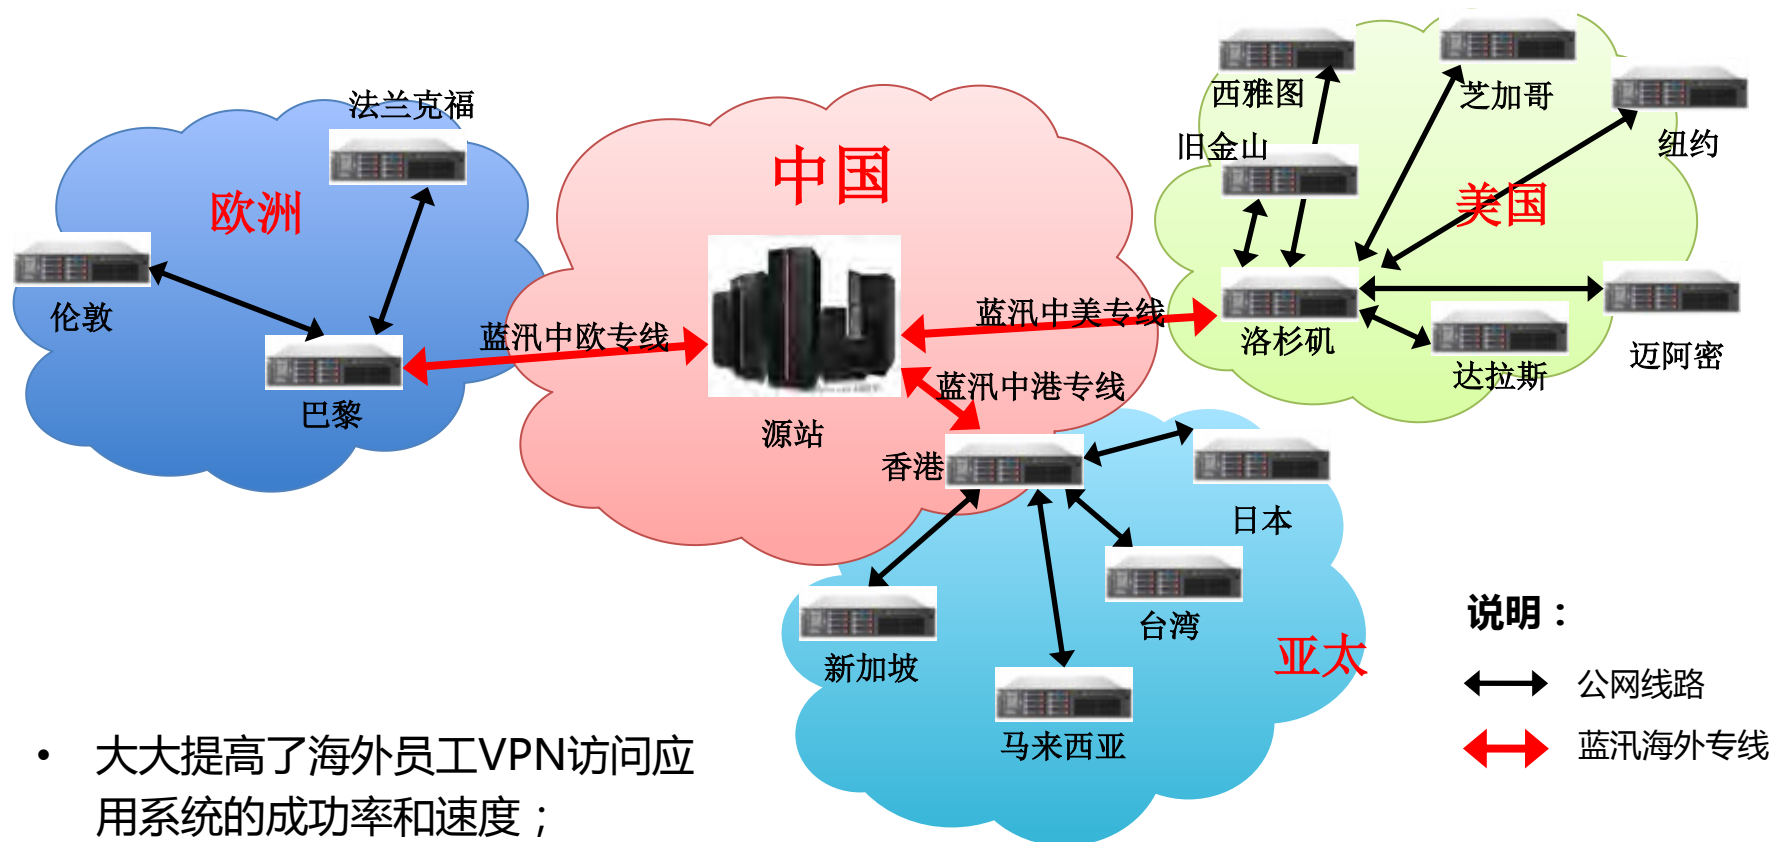 法兰克福
欧洲
伦敦
巴黎
蓝汛中欧专线
中国
源站
蓝汛中美专线
蓝汛中港专线
香港
西雅图
芝加哥
纽约
旧金山
美国
洛杉矶
达拉斯
迈阿密
日本
台湾
新加坡
马来西亚
亚太
说明：
公网线路
蓝汛海外专线
• 大大提高了海外员工VPN访问应
用系统的成功率和速度；